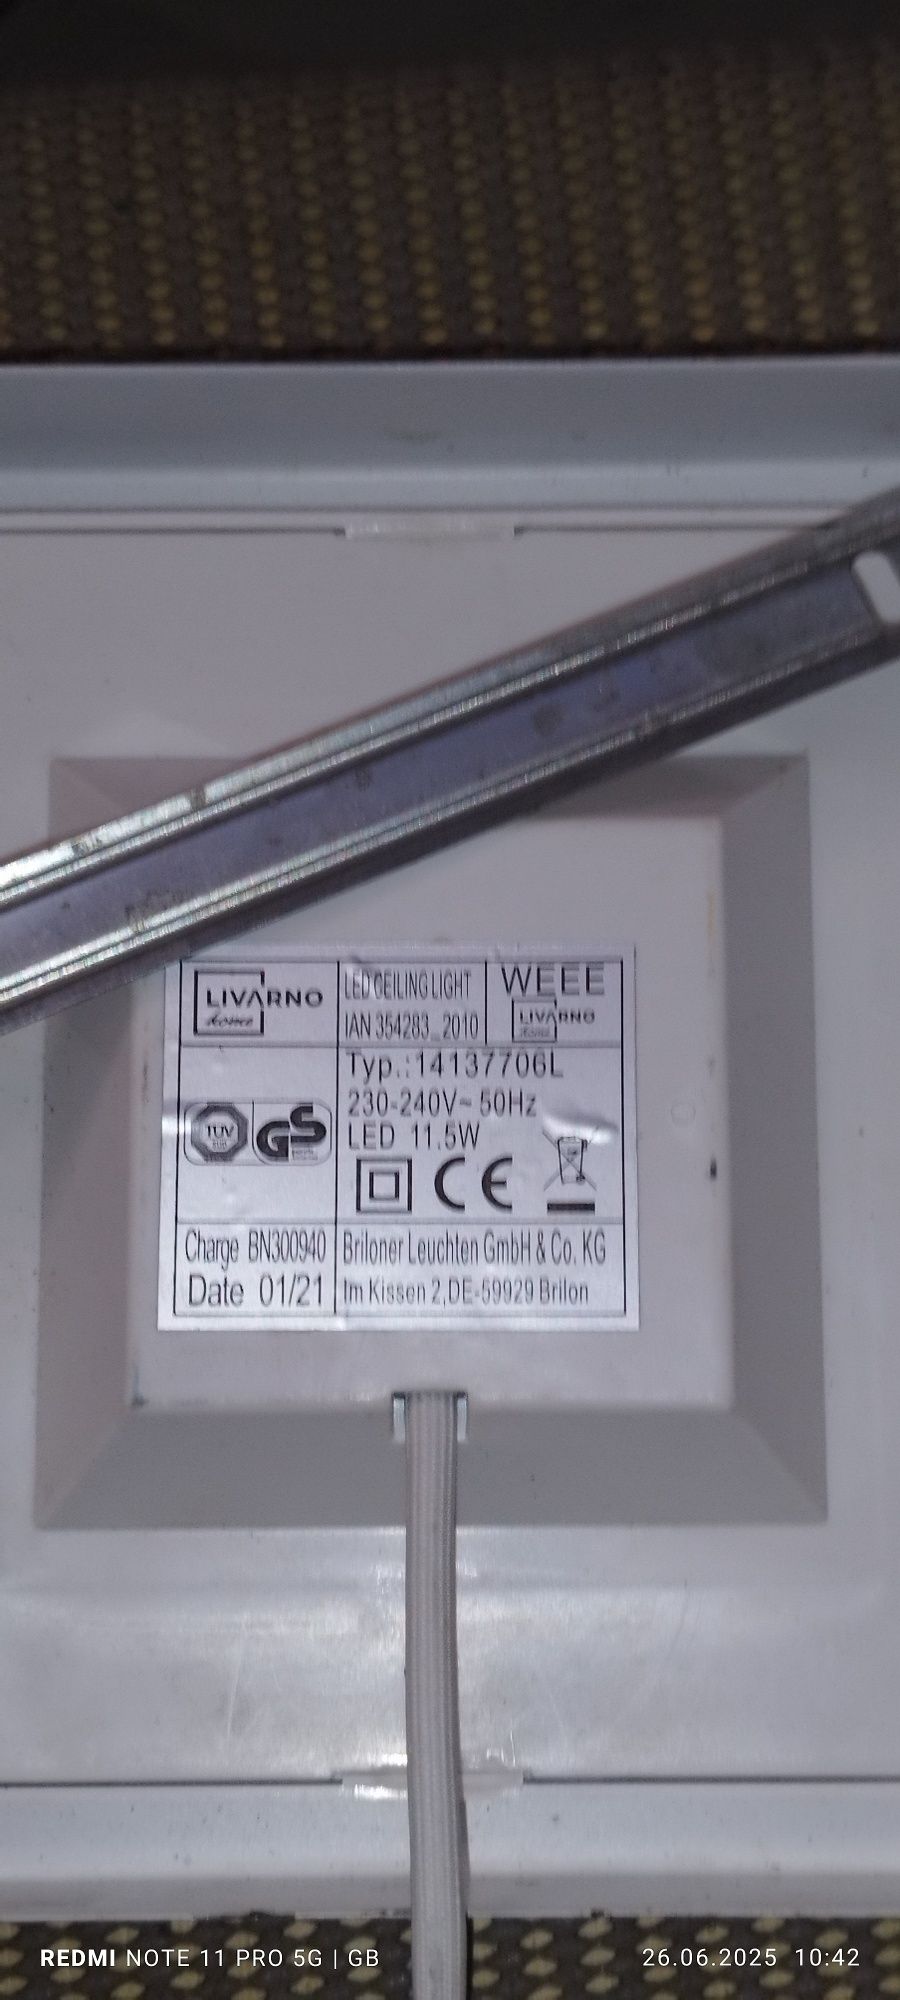 LIVARNO
home
LED CEILING LIGHT
IAN 354283_2010
WEEE
LIVARNO
home
Typ.:14137706L
230-240V~ 50Hz
LED 11.5W
TÜV
SÜD
GS
CE
Charge BN300940
Date 01/21
Briloner Leuchten GmbH & Co. KG
Im Kissen 2,DE-59929 Brilon
REDMI NOTE 11 PRO 5G | GB
26.06.2025 10:42